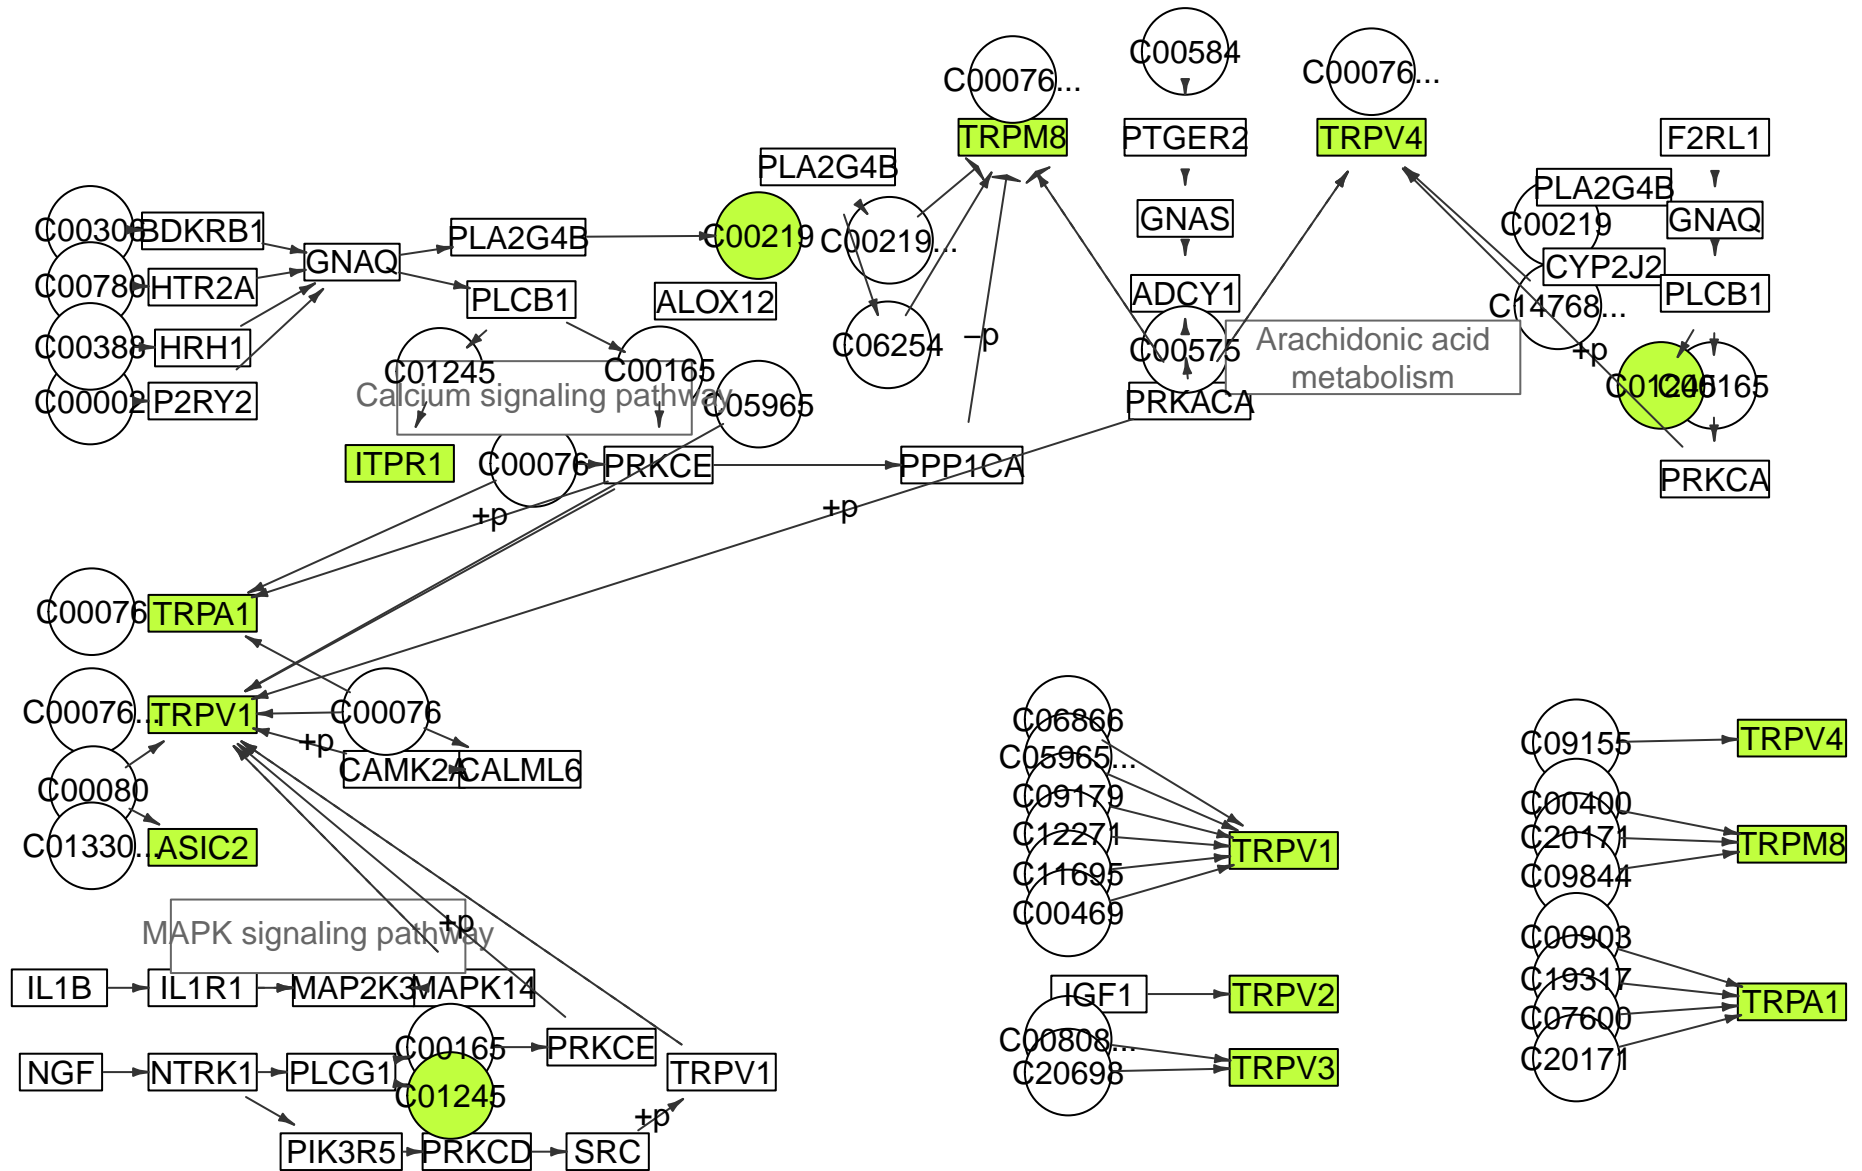 C00584
C00076...
C00076...
TRPM8
PTGER2
TRPV4
F2RL1
PLA2G4B
PLA2G4B
BDKRB1
PLA2G4B
C00219
C00219...
GNAS
C00219
GNAQ
GNAQ
CYP2J2
C00780
HTR2A
PLCB1
ALOX12
ADCY1
C14768...
PLCB1
C00388
HRH1
C06254
–p
C00575
Arachidonic acid
metabolism
+p
C01245
C00165
Calcium signaling pathway
C00002
P2RY2
C05965
PRKACA
C01245
C00165
ITPR1
C00076
PRKCE
PPP1CA
PRKCA
+p
+p
C00076
TRPA1
C00076...
TRPV1
C00076
C06866
C09155
TRPV4
+p
C05965...
CAMK2A
CALML6
C00080
C09179
C00400
C01330...
ASIC2
C12271
TRPV1
C20171
TRPM8
C11695
C09844
C00469
+p
MAPK signaling pathway
C00903
IL1B
IL1R1
MAP2K3
MAPK14
IGF1
TRPV2
C19317
TRPA1
C07600
C00165
PRKCE
C00808...
C20171
NGF
NTRK1
PLCG1
TRPV1
C20698
TRPV3
C01245
+p
PIK3R5
PRKCD
SRC